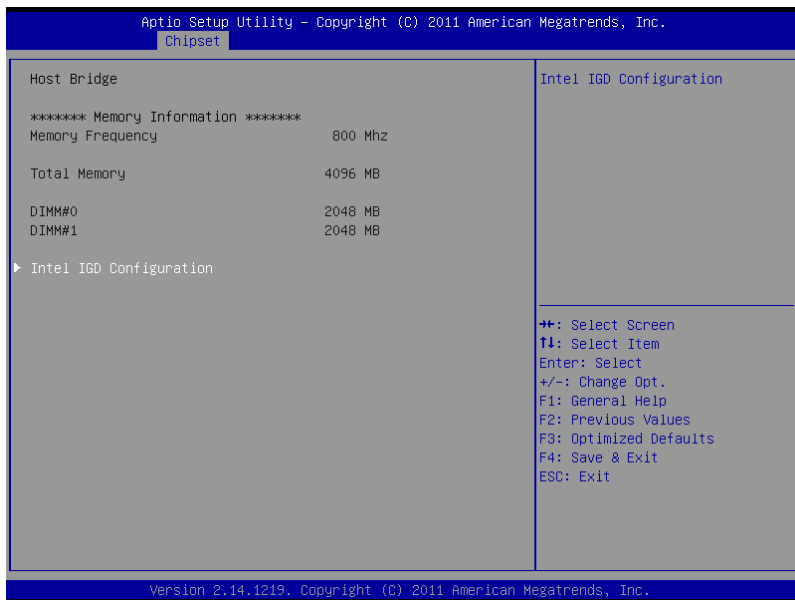 Aptio Setup Utility – Copyright (C) 2011 American Megatrends, Inc.
Chipset
Host Bridge
******* Memory Information *******
Memory Frequency 800 Mhz
Total Memory 4096 MB
DIMM#0 2048 MB
DIMM#1 2048 MB
▶ Intel IGD Configuration
Intel IGD Configuration
→←: Select Screen
↑↓: Select Item
Enter: Select
+/-: Change Opt.
F1: General Help
F2: Previous Values
F3: Optimized Defaults
F4: Save & Exit
ESC: Exit
Version 2.14.1219. Copyright (C) 2011 American Megatrends, Inc.